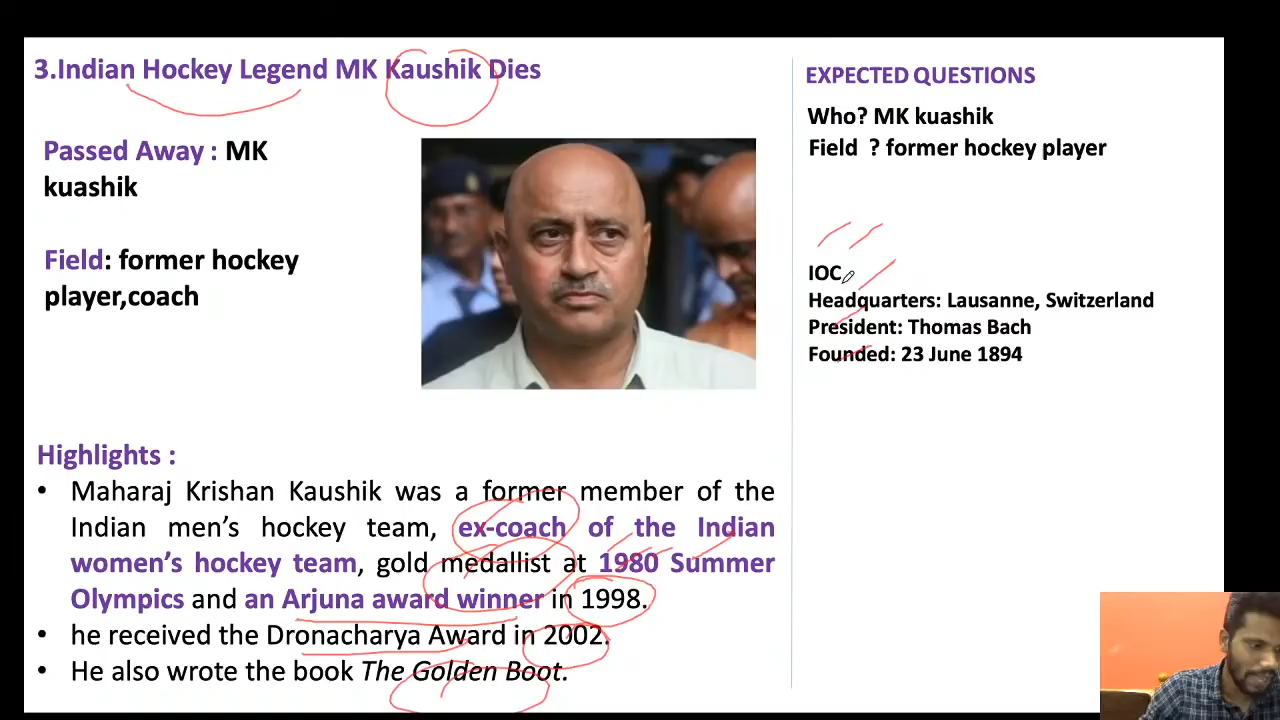 3.Indian Hockey Legend MK Kaushik Dies
Passed Away : MK
kuashik
Field: former hockey
player,coach
Highlights :
• Maharaj Krishan Kaushik was a former member of the
Indian men’s hockey team, ex-coach of the Indian
women’s hockey team, gold medallist at 1980 Summer
Olympics and an Arjuna award winner in 1998.
• he received the Dronacharya Award in 2002.
• He also wrote the book The Golden Boot.
EXPECTED QUESTIONS
Who? MK kuashik
Field ? former hockey player
IOC
Headquarters: Lausanne, Switzerland
President: Thomas Bach
Founded: 23 June 1894